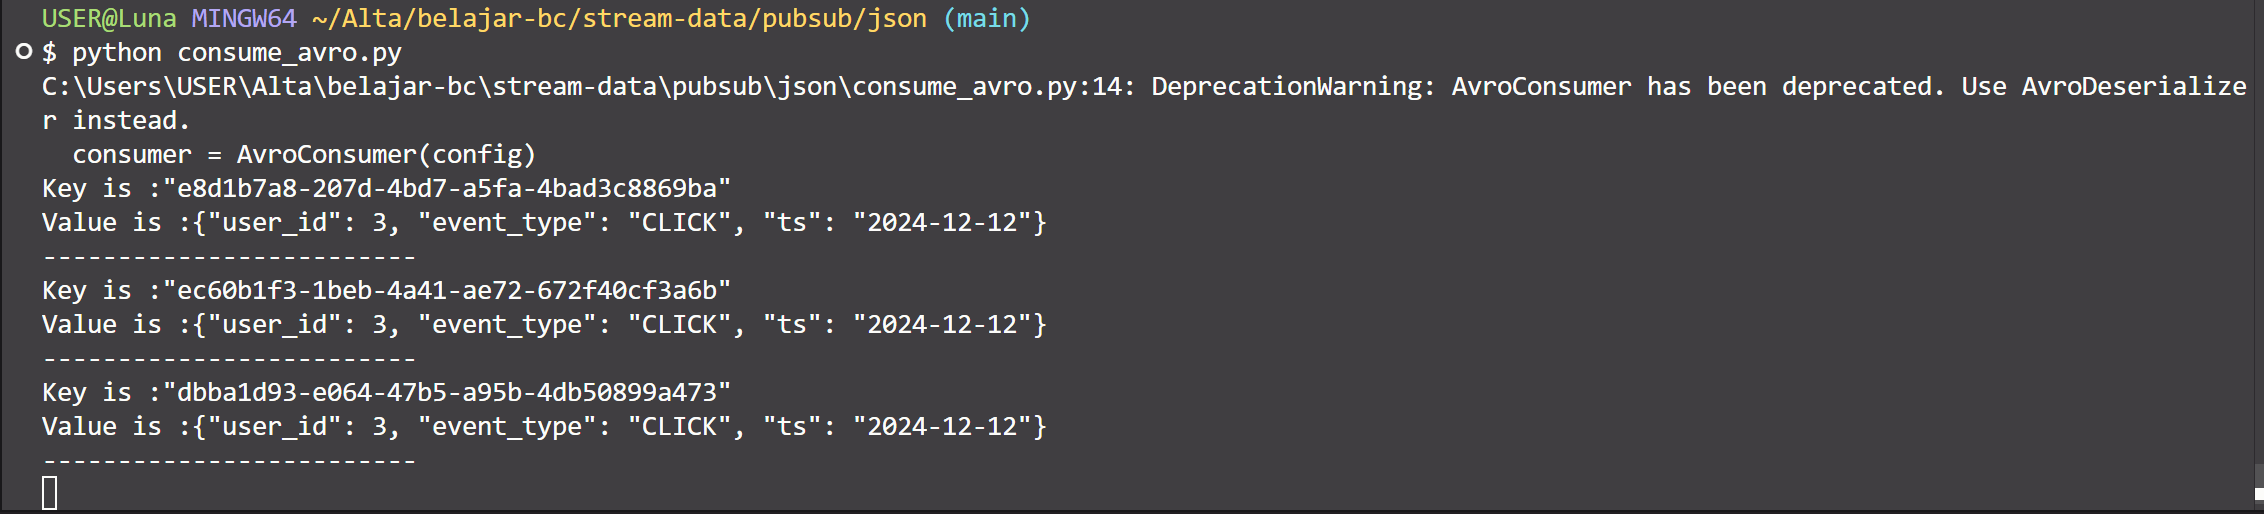 USER@Luna MINGW64 ~/Alta/belajar-bc/stream-data/pubsub/json (main)
$ python consume_avro.py
C:\Users\USER\Alta\belajar-bc\stream-data\pubsub\json\consume_avro.py:14: DeprecationWarning: AvroConsumer has been deprecated. Use AvroDeserialize
r instead.
  consumer = AvroConsumer(config)
Key is :"e8d1b7a8-207d-4bd7-a5fa-4bad3c8869ba"
Value is :{"user_id": 3, "event_type": "CLICK", "ts": "2024-12-12"}
-------------------------
Key is :"ec60b1f3-1beb-4a41-ae72-672f40cf3a6b"
Value is :{"user_id": 3, "event_type": "CLICK", "ts": "2024-12-12"}
-------------------------
Key is :"dbba1d93-e064-47b5-a95b-4db50899a473"
Value is :{"user_id": 3, "event_type": "CLICK", "ts": "2024-12-12"}
-------------------------